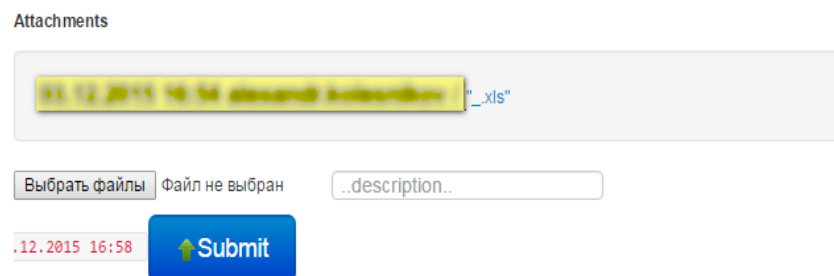 Attachments
"_.xls"
Выбрать файлы Файл не выбран ..description..
.12.2015 16:58 Submit